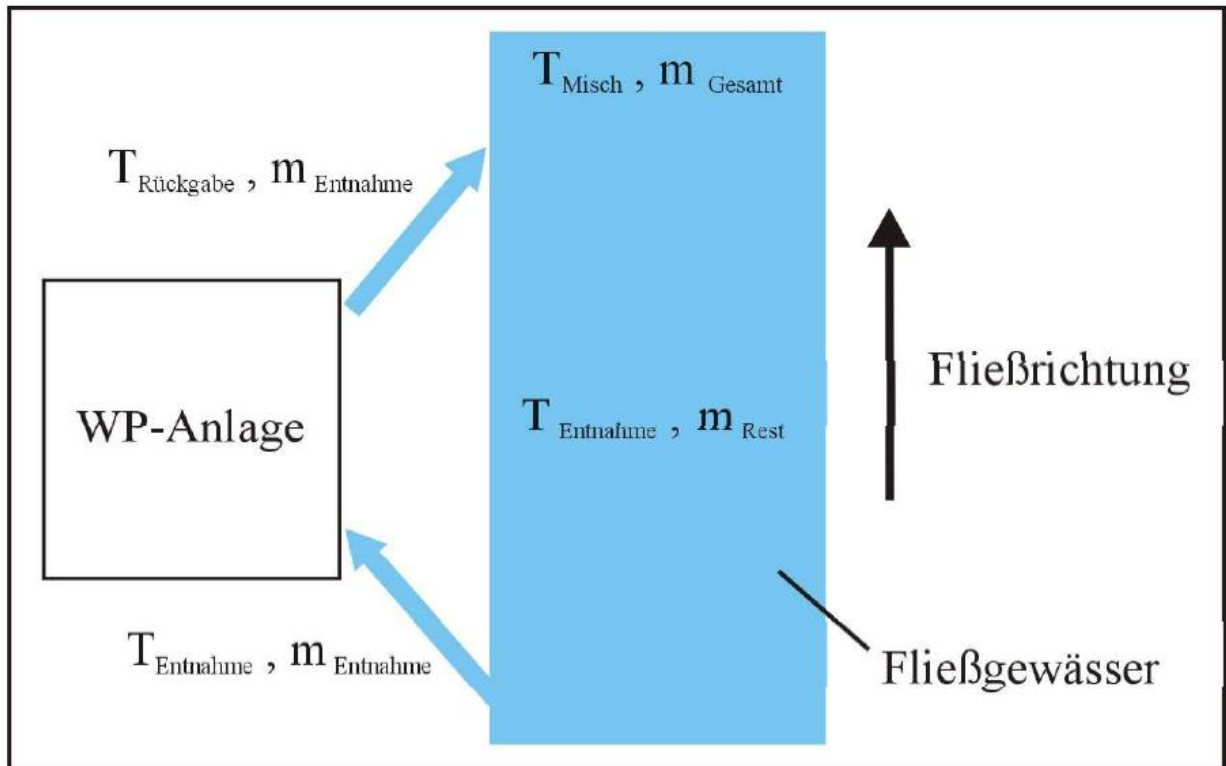 T Misch , m Gesamt
T Rückgabe , m Entnahme
WP-Anlage
T Entnahme , m Rest
Fließrichtung
T Entnahme , m Entnahme
Fließgewässer